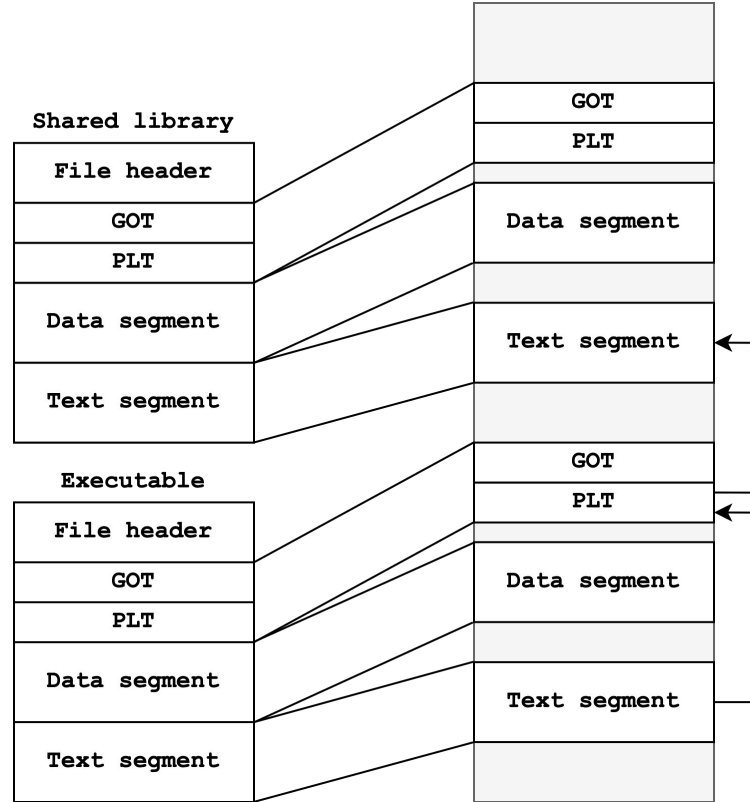 Shared library
File header
GOT
PLT
Data segment
Text segment
Executable
File header
GOT
PLT
Data segment
Text segment
GOT
PLT
Data segment
Text segment
GOT
PLT
Data segment
Text segment